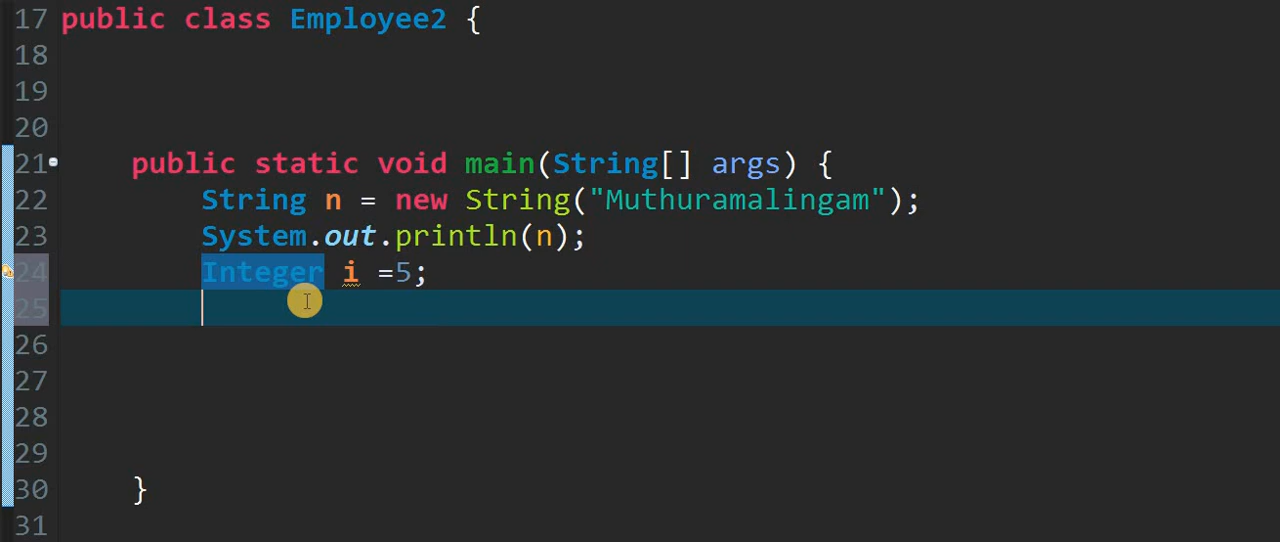 17 public class Employee2 {
18
19
20
21 public static void main(String[] args) {
22 String n = new String("Muthuramalingam");
23 System.out.println(n);
24 Integer i =5;
25
26
27
28
29
30 }
31